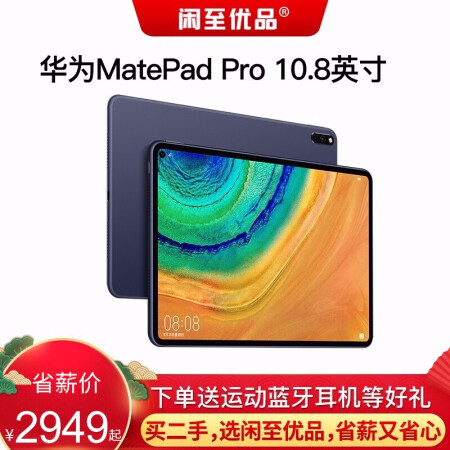 闲至优品®
华为MatePad Pro 10.8英寸
08:08
省薪价
¥2949起
下单送运动蓝牙耳机等好礼
买二手,选闲至优品,省薪又省心